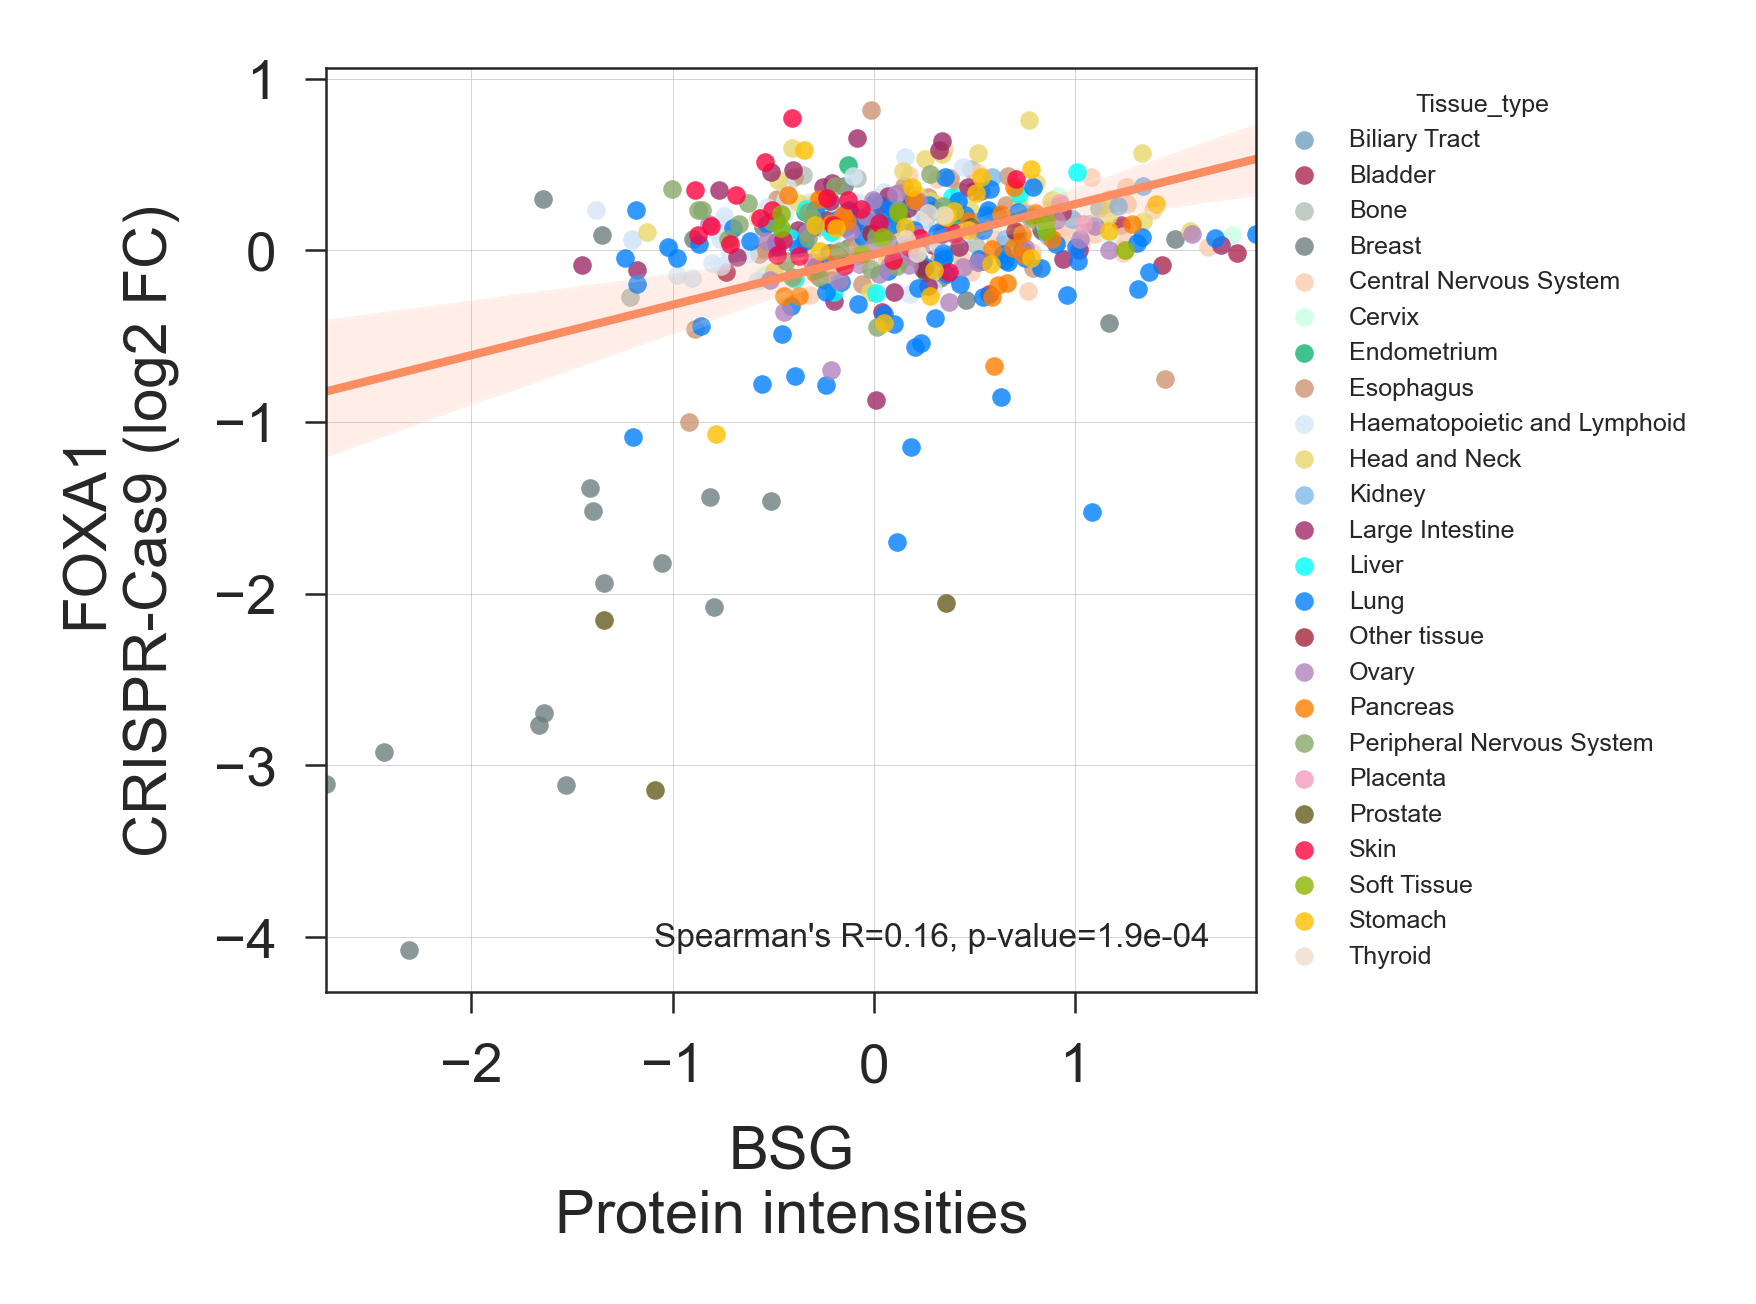 1
0
−1
−2
−3
−4
FOXA1
CRISPR-Cas9 (log2 FC)
Spearman's R=0.16, p-value=1.9e-04
−2
−1
0
1
BSG
Protein intensities
Tissue_type
Biliary Tract
Bladder
Bone
Breast
Central Nervous System
Cervix
Endometrium
Esophagus
Haematopoietic and Lymphoid
Head and Neck
Kidney
Large Intestine
Liver
Lung
Other tissue
Ovary
Pancreas
Peripheral Nervous System
Placenta
Prostate
Skin
Soft Tissue
Stomach
Thyroid